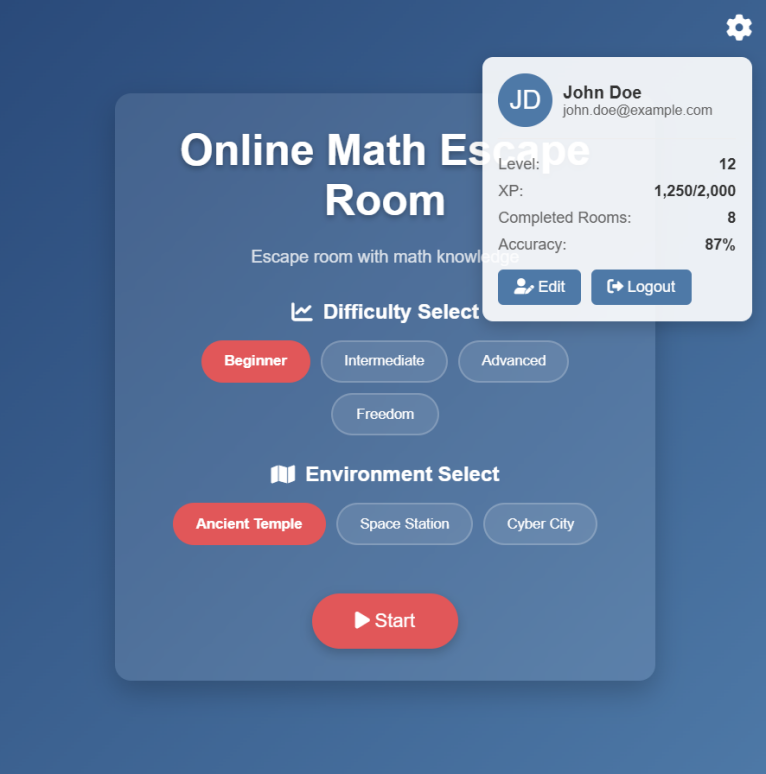 JD
John Doe
john.doe@example.com
Level: 12
XP: 1,250/2,000
Completed Rooms: 8
Accuracy: 87%
Edit Logout
Online Math Escape
Room
Escape room with math knowledge
Difficulty Select
Beginner Intermediate Advanced
Freedom
Environment Select
Ancient Temple Space Station Cyber City
Start